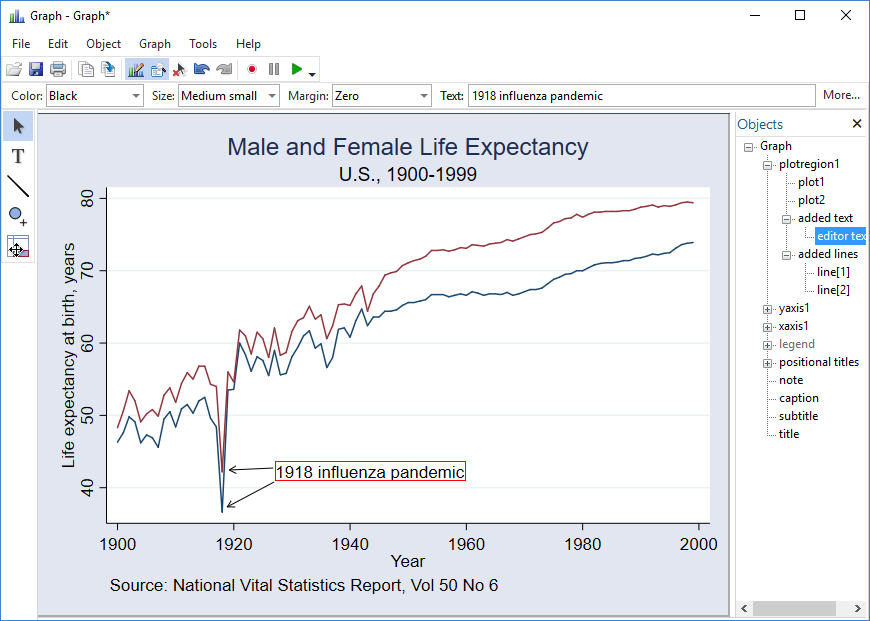 Graph - Graph*
File Edit Object Graph Tools Help
Color: Black Size: Medium small Margin: Zero Text: 1918 influenza pandemic More...
T
Male and Female Life Expectancy
U.S., 1900-1999
Life expectancy at birth, years
80
70
60
50
40
1918 influenza pandemic
1900 1920 1940 1960 1980 2000
Year
Source: National Vital Statistics Report, Vol 50 No 6
Objects
Graph
plotregion1
plot1
plot2
added text
editor tex
added lines
line[1]
line[2]
yaxis1
xaxis1
legend
positional titles
note
caption
subtitle
title